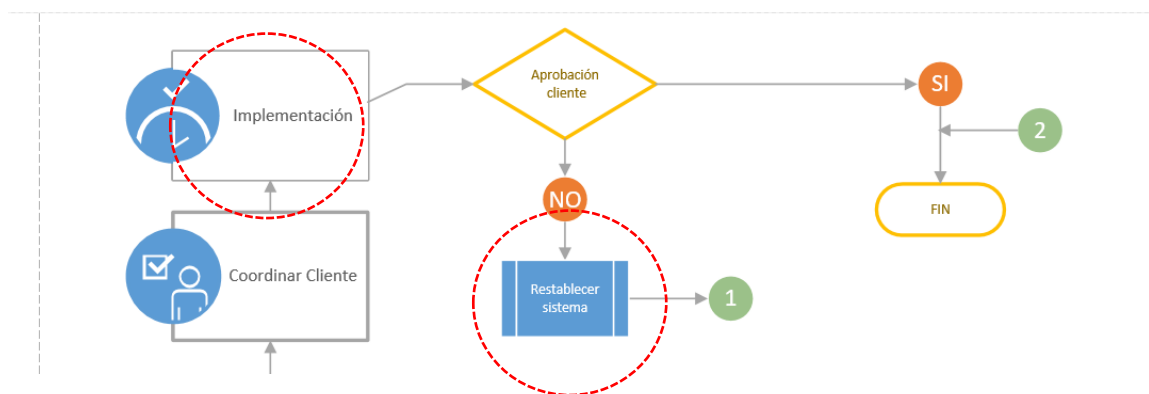 Aprobación
cliente
SI
Implementación
2
NO
FIN
Coordinar Cliente
Restablecer
sistema
1